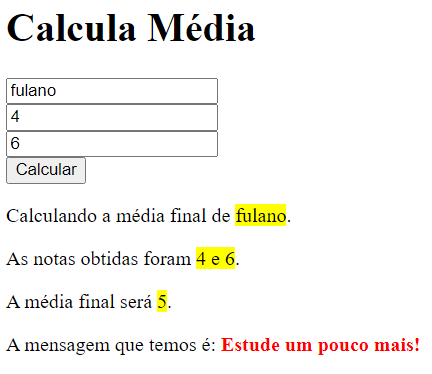 Calcula Média
fulano
4
6
Calcular
Calculando a média final de fulano.
As notas obtidas foram 4 e 6.
A média final será 5.
A mensagem que temos é: Estude um pouco mais!